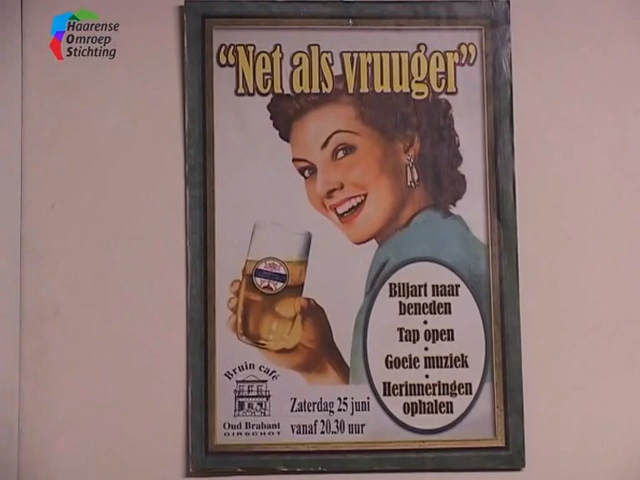 Haarense
Omroep
Stichting
"Net als vruuger"
Biljart naar
beneden
•
Tap open
•
Goeie muziek
•
Herinneringen
ophalen
Bruin café
Oud Brabant
OIRSCHOT
Zaterdag 25 juni
vanaf 20.30 uur